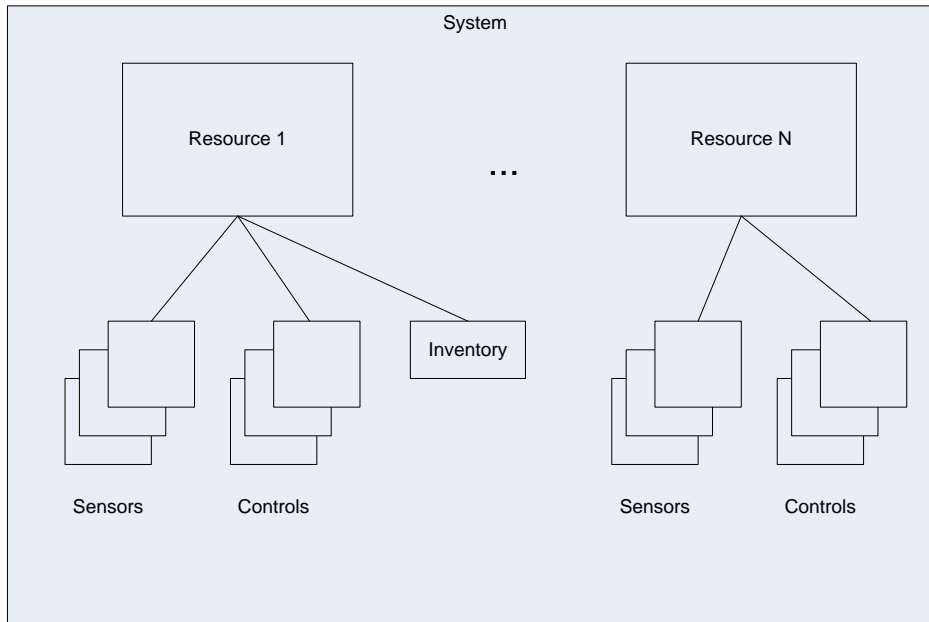 System
Resource 1
...
Resource N
Inventory
Sensors
Controls
Sensors
Controls